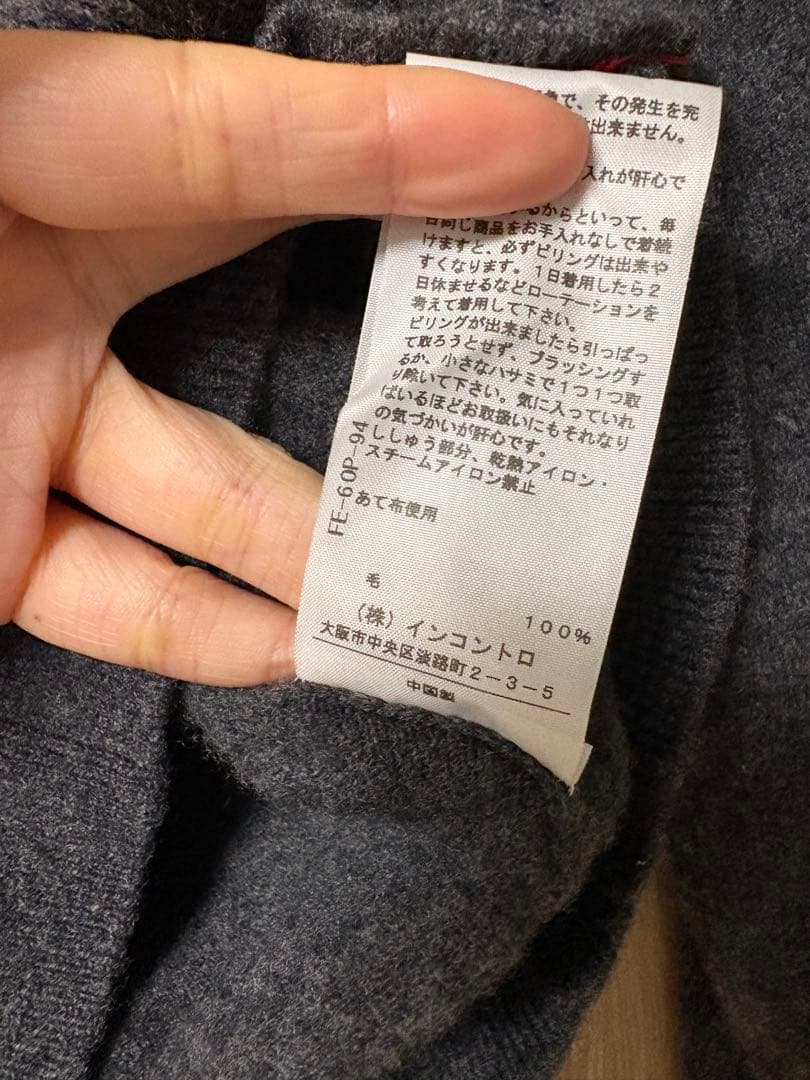 で、その発生を完
出来ません。
入れが肝心で
からといって、毎
日同じ商品をお手入れなしで着続
けますと、必ずピリングは出来や
すくなります。1日着用したら2
日休ませるなどローテーションを
考えて着用して下さい。
ピリングが出来ましたら引っぱっ
て取ろうとせず、ブラッシングす
るか、小さなハサミで1つ1つ取
り除いて下さい。気に入っていれ
ばいるほどお取扱いにもそれなり
の気づかいが肝心です。
ししゅう部分、乾熱アイロン・
スチームアイロン禁止
あて布使用
FE-60P-94
毛
100%
(株)インコントロ
大阪市中央区淡路町2-3-5
中国製